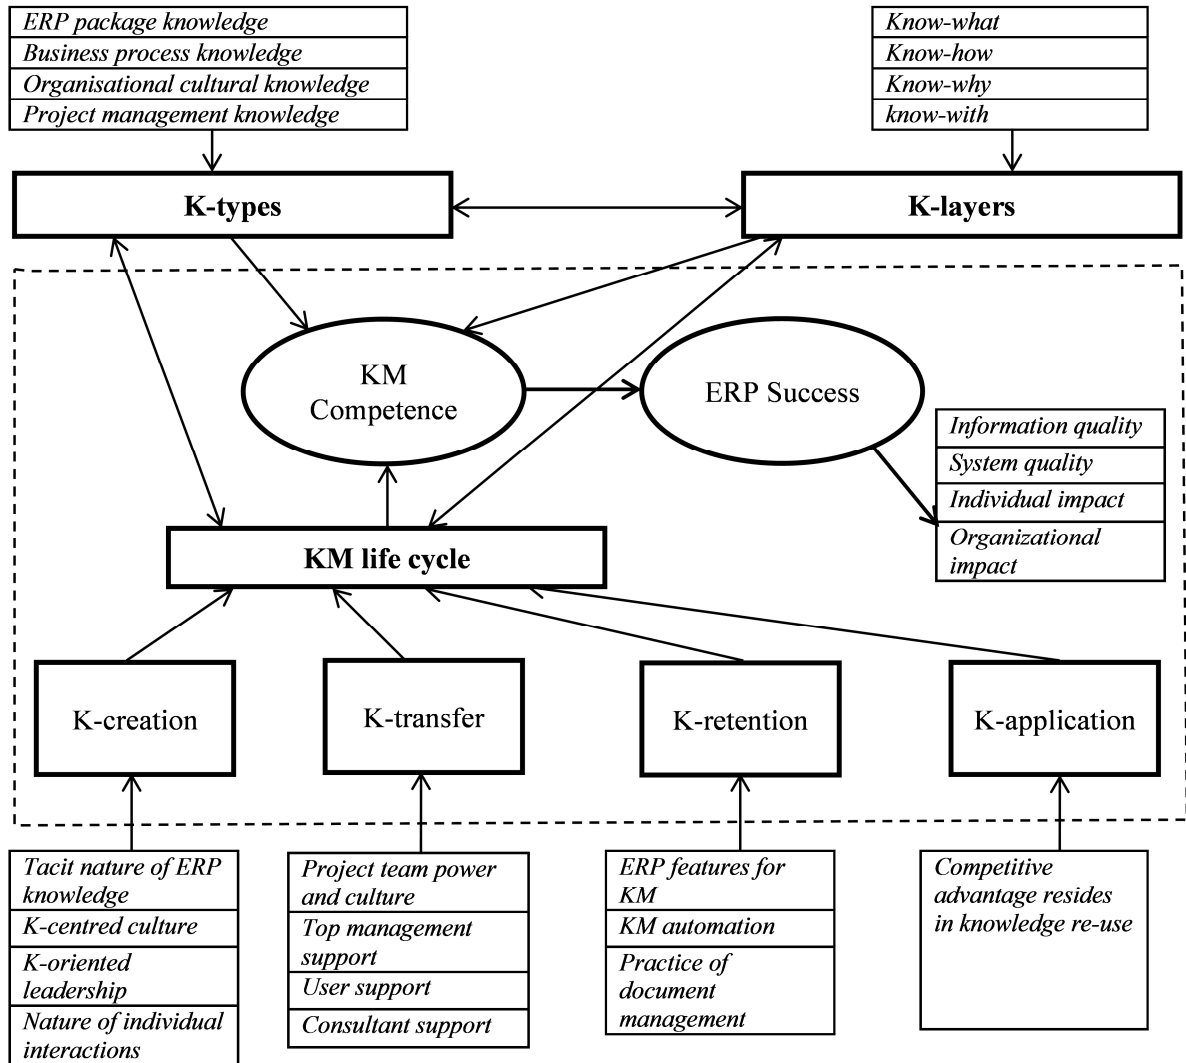 ERP package knowledge
Business process knowledge
Organisational cultural knowledge
Project management knowledge
Know-what
Know-how
Know-why
know-with
K-types
K-layers
KM
Competence
ERP Success
Information quality
System quality
Individual impact
Organizational
impact
KM life cycle
K-creation
K-transfer
K-retention
K-application
Tacit nature of ERP
knowledge
K-centred culture
K-oriented
leadership
Nature of individual
interactions
Project team power
and culture
Top management
support
User support
Consultant support
ERP features for
KM
KM automation
Practice of
document
management
Competitive
advantage resides
in knowledge re-use